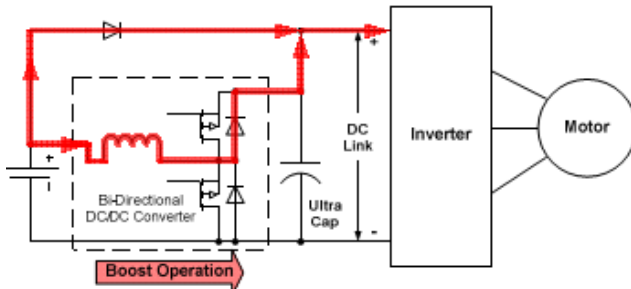 +
DC
Link
Inverter
Motor
+
-
Bi-Directional
DC/DC Converter
Ultra
Cap
-
Boost Operation